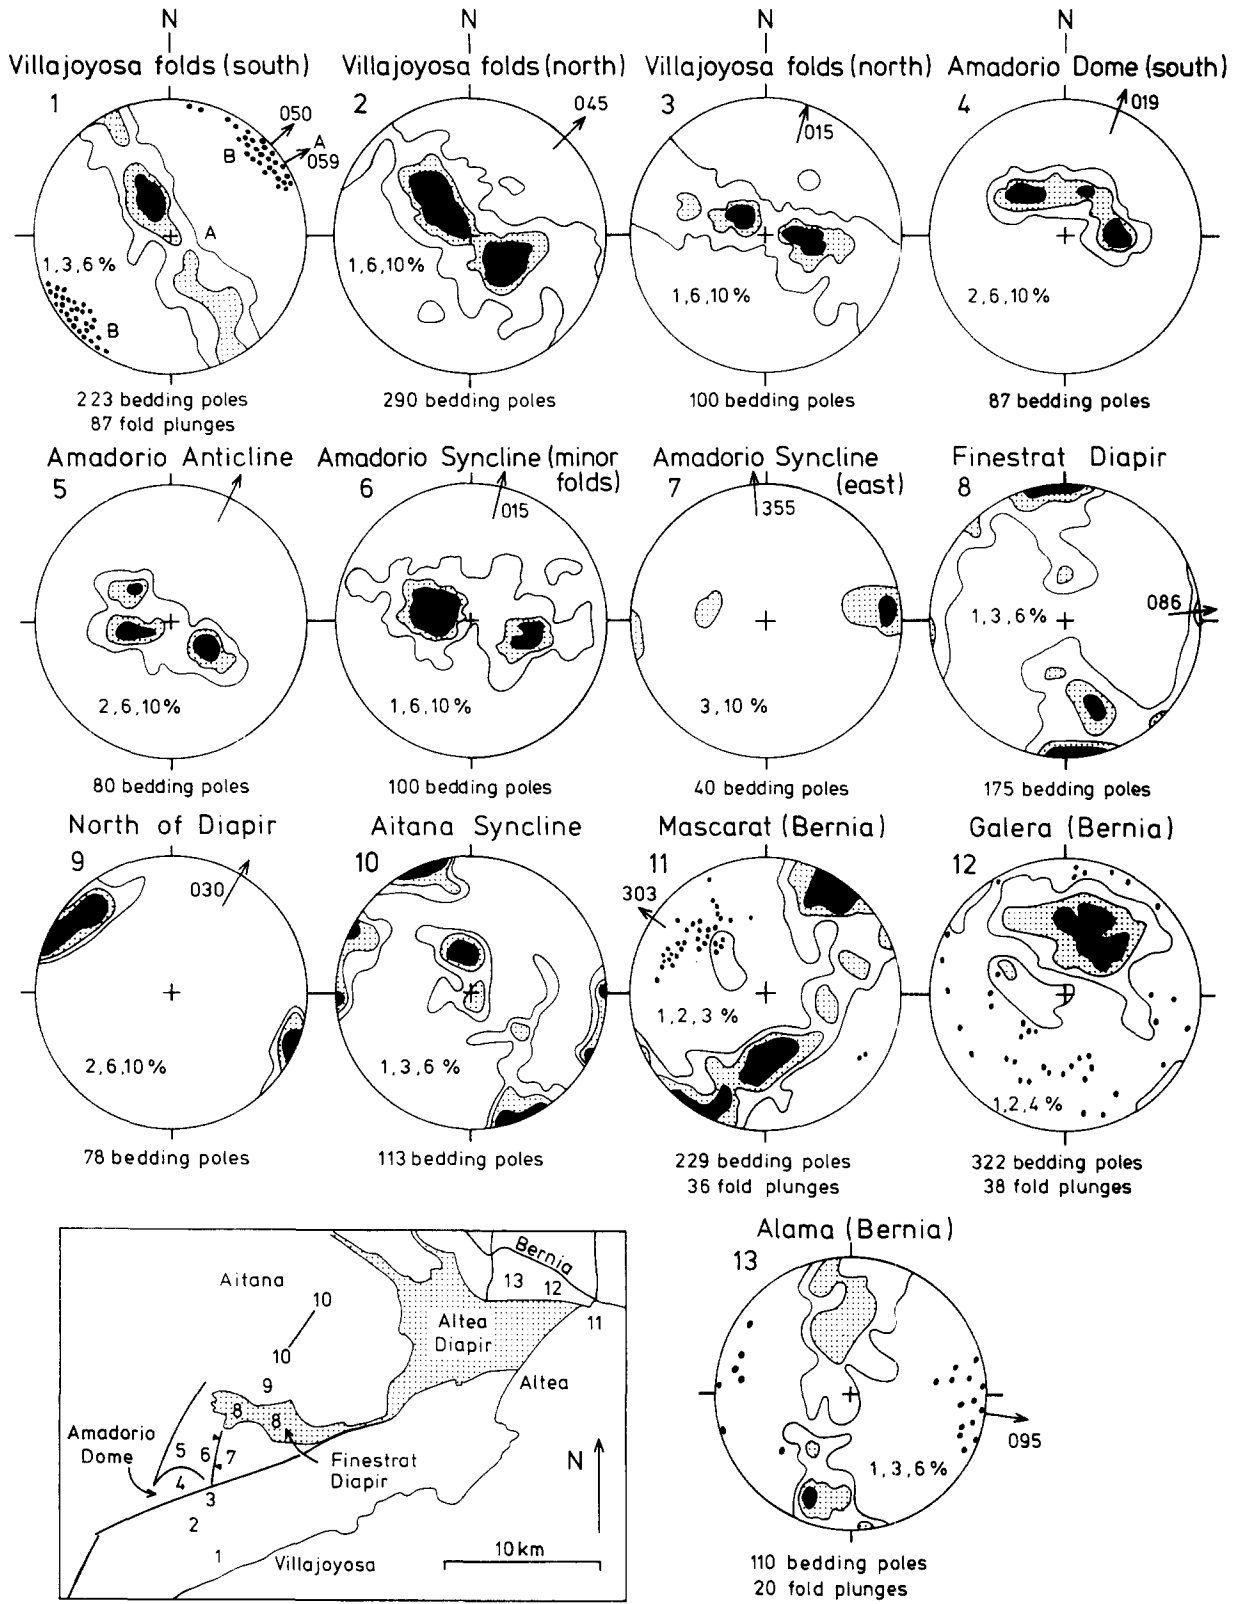 N
Villajoyosa folds (south)
1
050
A
059
B
A
1,3,6%
B
223 bedding poles
87 fold plunges
N
Villajoyosa folds (north)
2
045
1,6,10%
290 bedding poles
N
Villajoyosa folds (north)
3
015
1,6,10%
100 bedding poles
N
Amadorio Dome (south)
4
019
2,6,10%
87 bedding poles
Amadorio Anticline
5
2,6,10%
80 bedding poles
Amadorio Syncline (minor
folds)
6
015
1,6,10%
100 bedding poles
Amadorio Syncline
(east)
7
355
3,10%
40 bedding poles
Finestrat Diapir
8
1,3,6%
086
175 bedding poles
North of Diapir
9
030
2,6,10%
78 bedding poles
Aitana Syncline
10
1,3,6%
113 bedding poles
Mascarat (Bernia)
11
303
1,2,3%
229 bedding poles
36 fold plunges
Galera (Bernia)
12
1,2,4%
322 bedding poles
38 fold plunges
Bernia
Aitana
13
12
10
Altea
Diapir
11
10
Altea
9
8
8
Amadorio
Dome
5
6
7
4
Finestrat
Diapir
N
3
2
1
Villajoyosa
10 km
Alama (Bernia)
13
095
1,3,6%
110 bedding poles
20 fold plunges